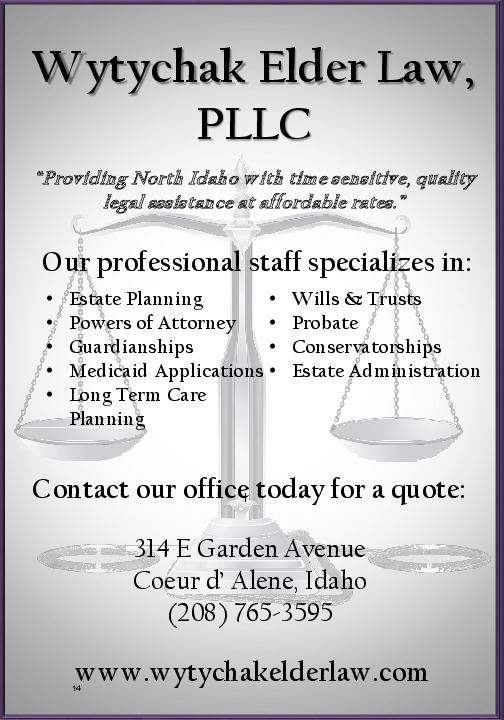 Wytychak Elder Law,
PLLC
“Providing North Idaho with time sensitive, quality
legal assistance at affordable rates.”
Our professional staff specializes in:
• Estate Planning
• Powers of Attorney
• Guardianships
• Medicaid Applications
• Long Term Care
Planning
• Wills & Trusts
• Probate
• Conservatorships
• Estate Administration
Contact our office today for a quote:
314 E Garden Avenue
Coeur d’ Alene, Idaho
(208) 765-3595
www.wytychakelderlaw.com
14